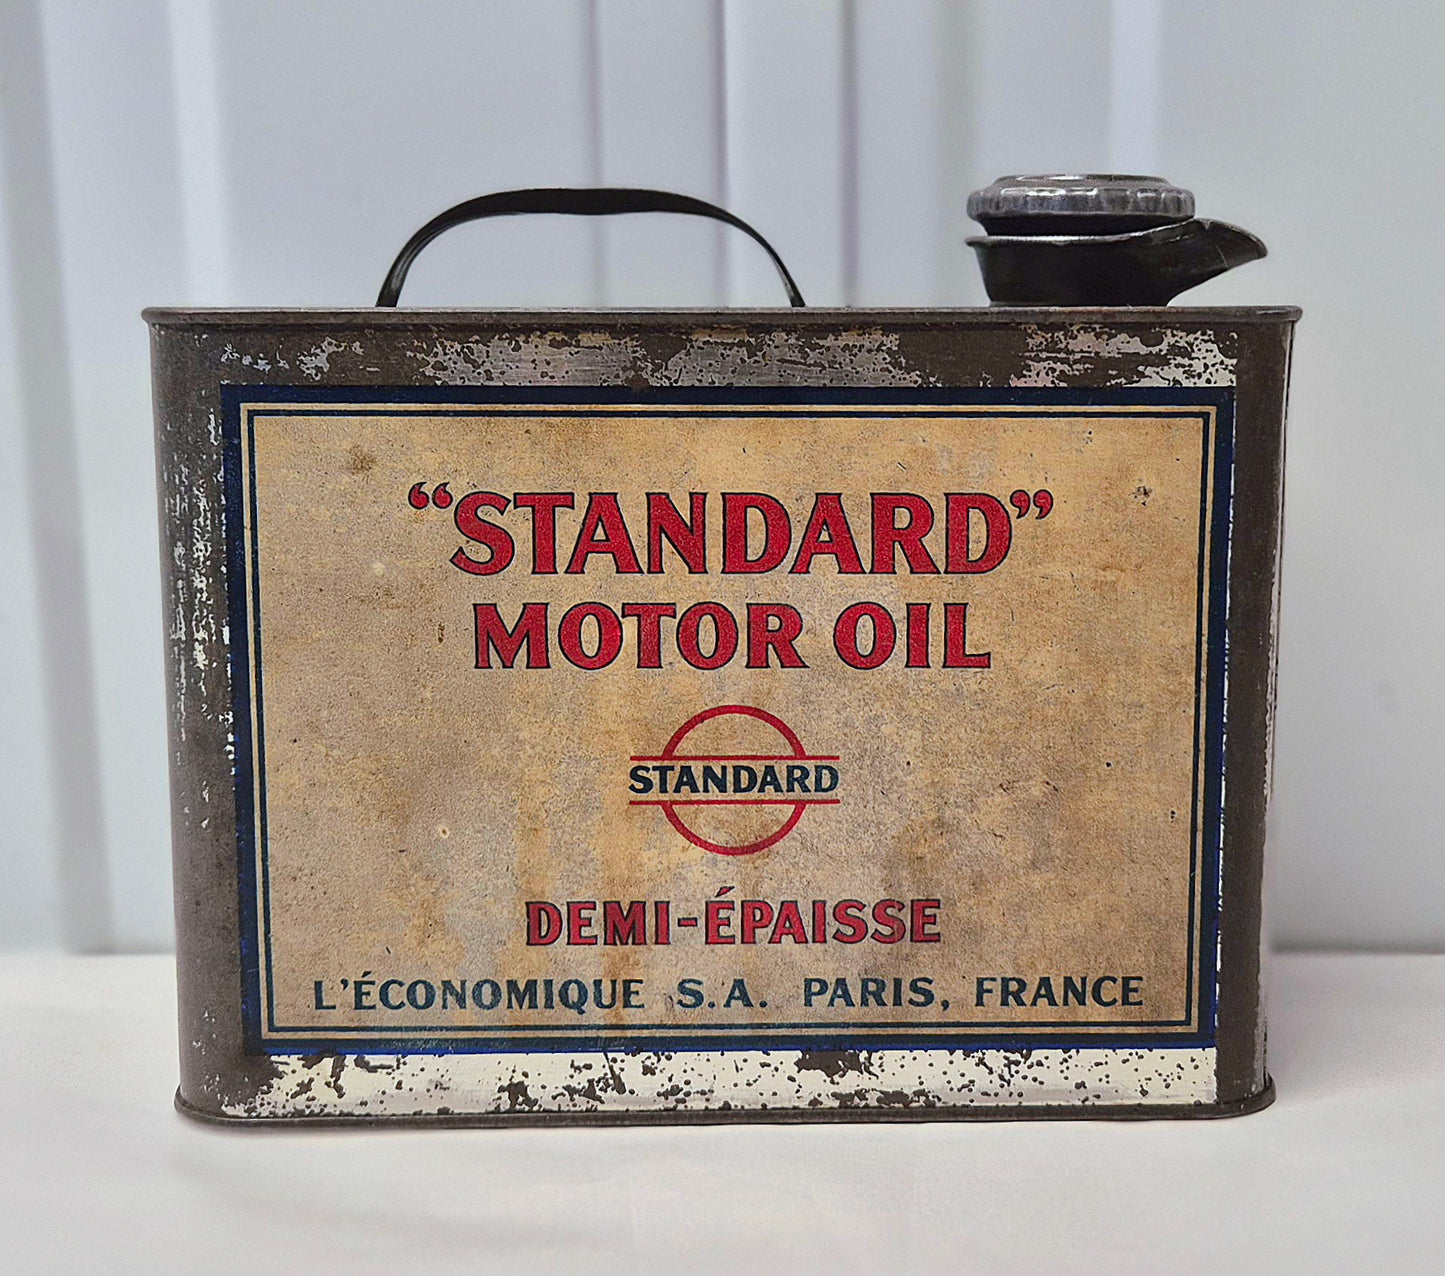 “STANDARD”
MOTOR OIL
STANDARD
DEMI-ÉPAISSE
L'ÉCONOMIQUE S.A. PARIS, FRANCE